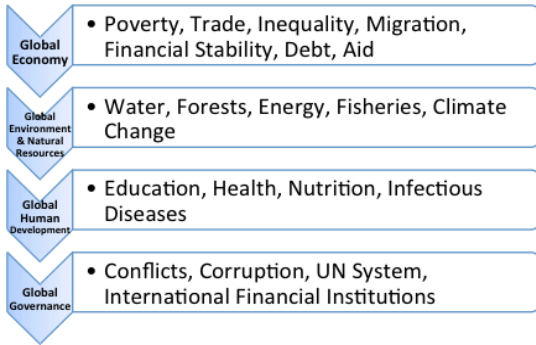 Global
Economy
• Poverty, Trade, Inequality, Migration,
Financial Stability, Debt, Aid
Global
Environment
& Natural
Resources
• Water, Forests, Energy, Fisheries, Climate
Change
Global
Human
Development
• Education, Health, Nutrition, Infectious
Diseases
Global
Governance
• Conflicts, Corruption, UN System,
International Financial Institutions